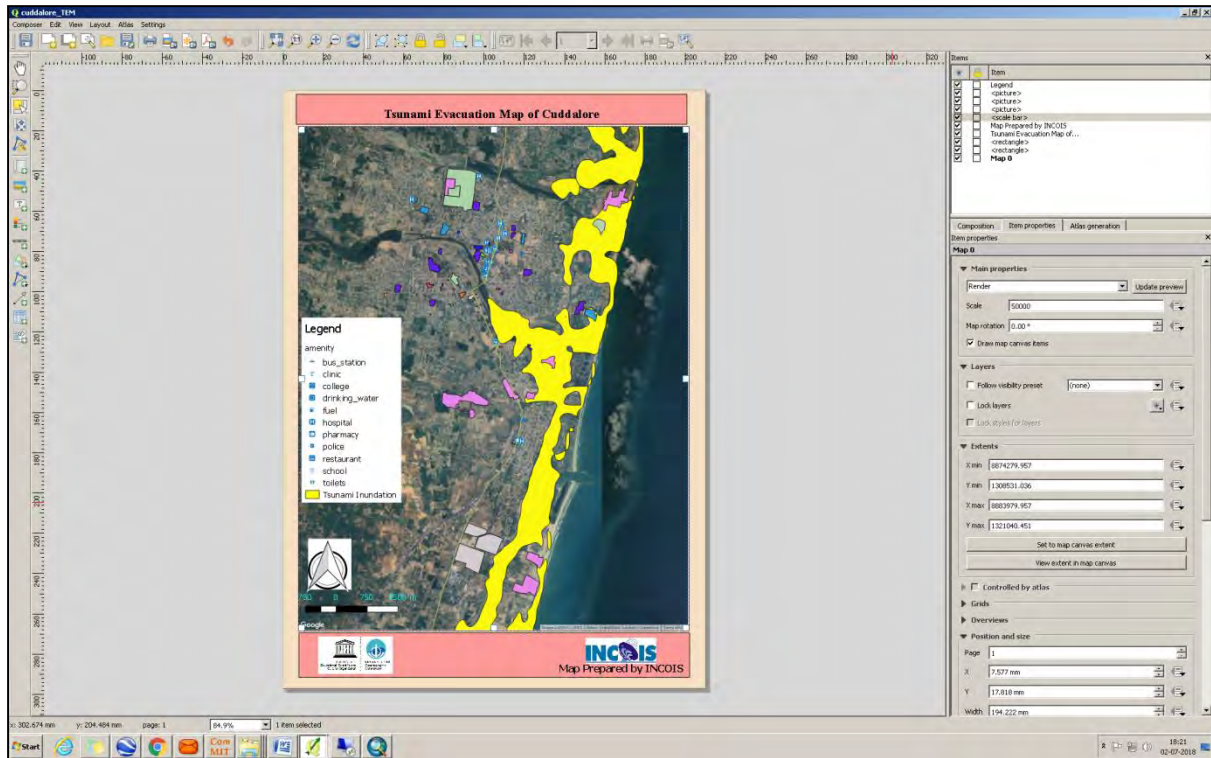 cuddalore_TEM
Composer Edit View Layout Atlas Settings
Items
Item
Legend
<picture>
<picture>
<picture>
<scale bar>
Map Prepared by INCOIS
Tsunami Evacuation Map of...
<rectangle>
<rectangle>
Map 0
Tsunami Evacuation Map of Cuddalore
Legend
amenity
bus_station
clinic
college
drinking_water
fuel
hospital
pharmacy
police
restaurant
school
toilets
Tsunami Inundation
750 0 750 1500 m
Google
INCOIS
Map Prepared by INCOIS
Composition Item properties Atlas generation
Item properties
Map 0
Main properties
Render Update preview
Scale 50000
Map rotation 0.00 °
Draw map canvas items
Layers
Follow visibility preset (none)
Lock layers
Lock styles for layers
Extents
X min 8874279.957
Y min 1308531.036
X max 8883979.957
Y max 1321040.451
Set to map canvas extent
View extent in map canvas
Controlled by atlas
Grids
Overviews
Position and size
Page 1
X 7.577 mm
Y 17.818 mm
Width 194.222 mm
x: 302.674 mm y: 204.484 mm page: 1 84.9% 1 item selected
Start
Com
MIT
18:21
02-07-2018